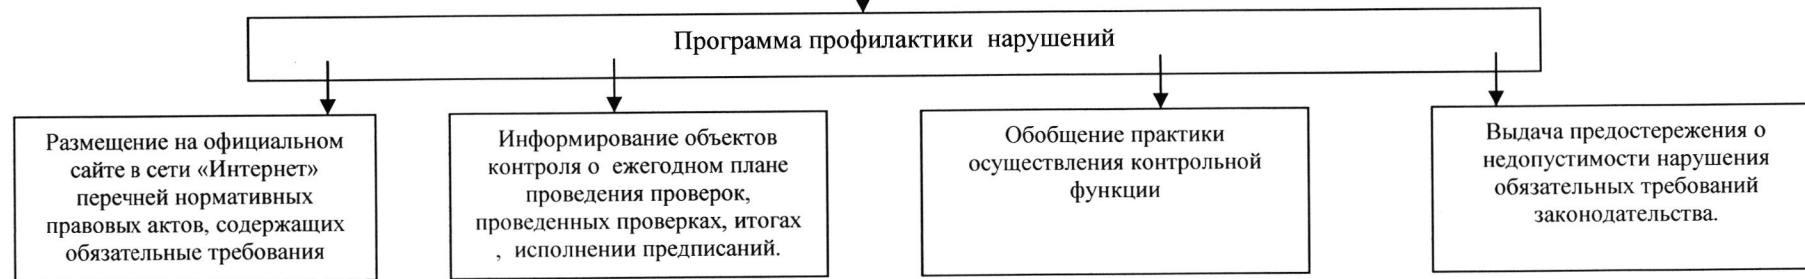 Программа профилактики нарушений
Размещение на официальном
сайте в сети «Интернет»
перечней нормативных
правовых актов, содержащих
обязательные требования
Информирование объектов
контроля о ежегодном плане
проведения проверок,
проведенных проверках, итогах
, исполнении предписаний.
Обобщение практики
осуществления контрольной
функции
Выдача предостережения о
недопустимости нарушения
обязательных требований
законодательства.